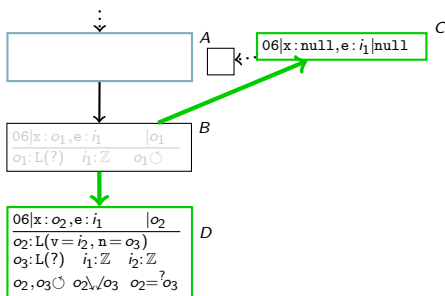 ⋮
A
C
06|x:null,e:i₁|null
B
06|x:o₁,e:i₁ |o₁
o₁:L(?) i₁:ℤ o₁↺
06|x:o₂,e:i₁ |o₂
o₂:L(v=i₂,n=o₃)
D
o₃:L(?) i₁:ℤ i₂:ℤ
o₂,o₃↺ o₂\↙↘/o₃ o₂=?o₃